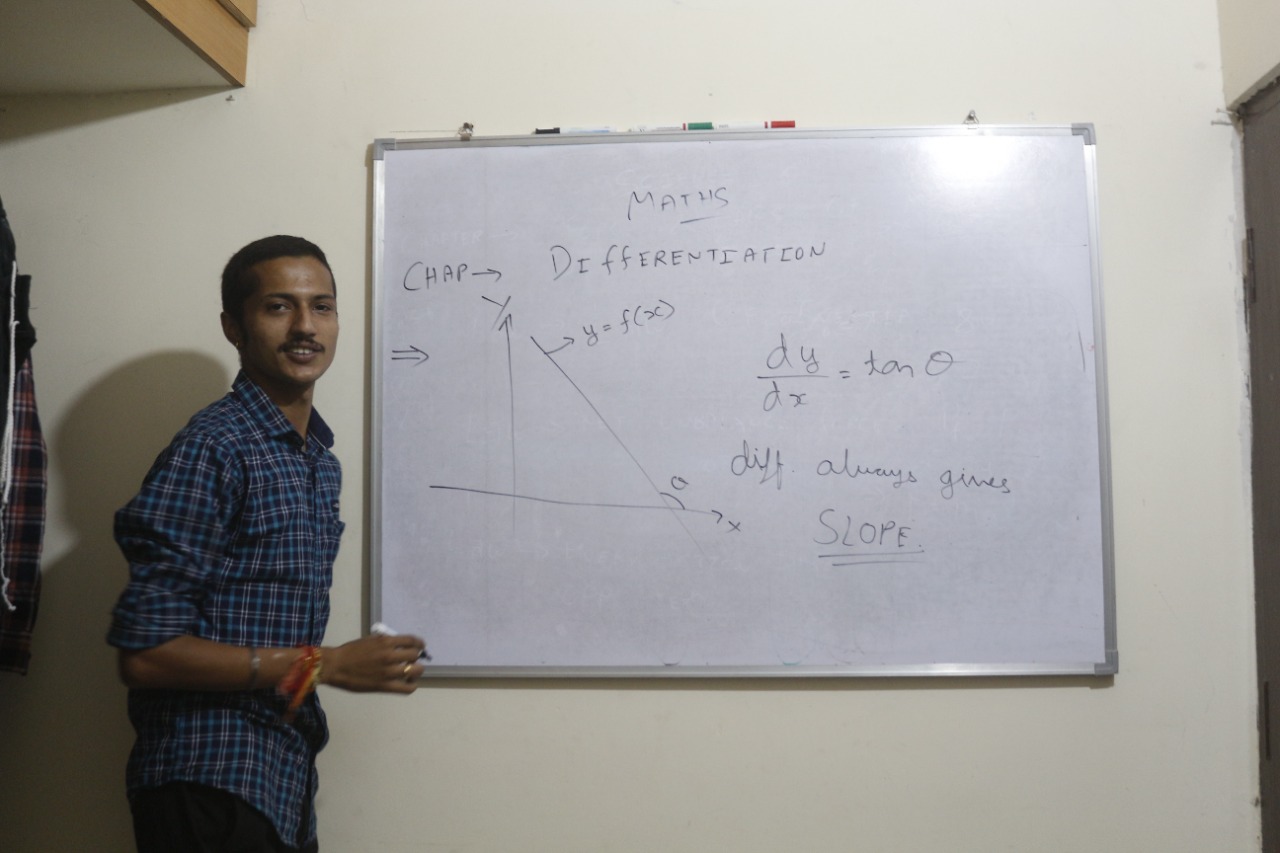 MATHS
CHAP → DIffERENTIATION
Y
⇒
y = f(x)
dy/dx = tan θ
θ
diff. always gives
x
SLOPE.